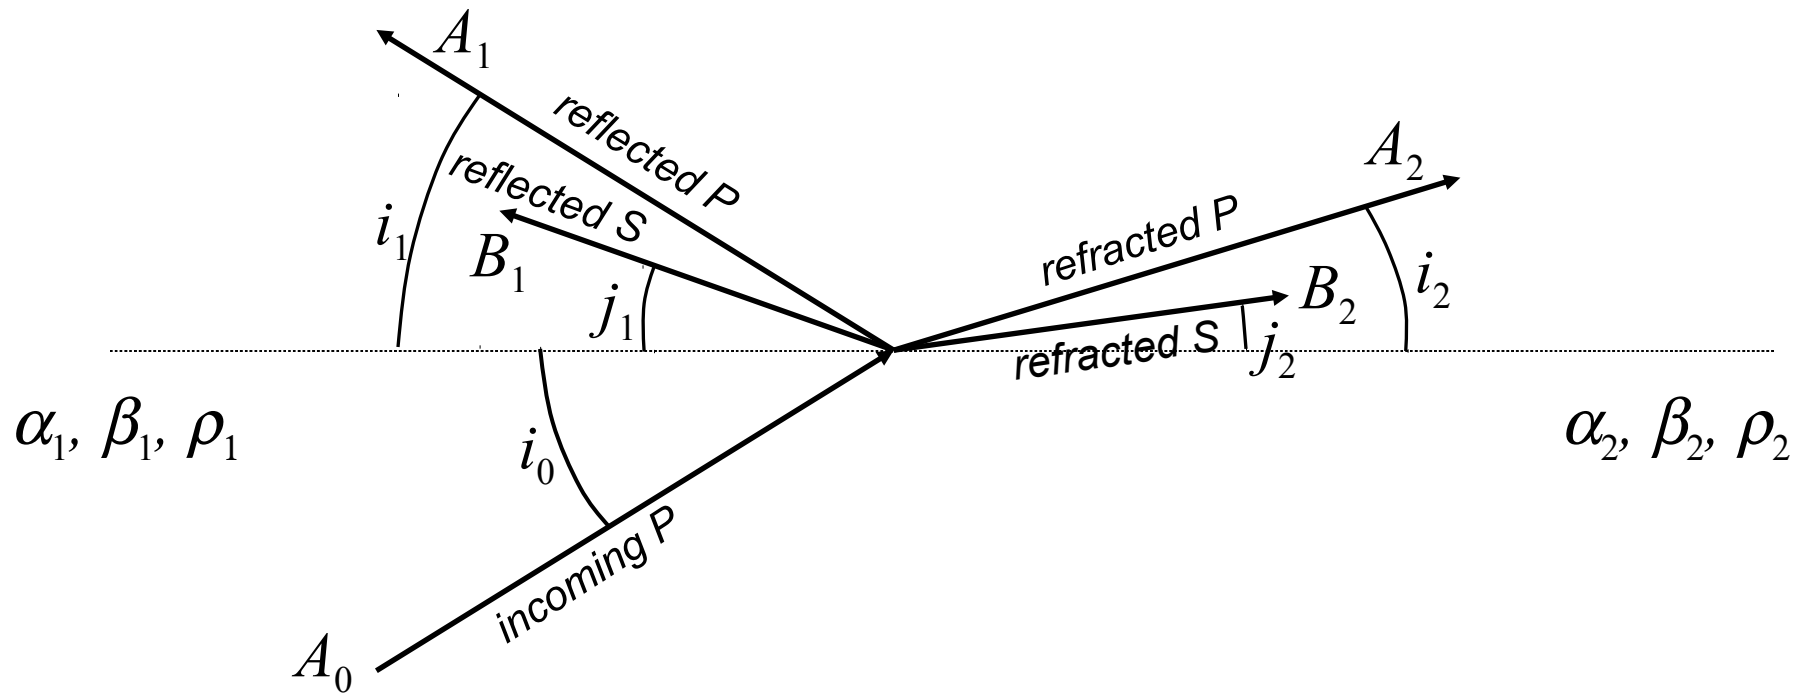 A₁
reflected P
reflected S
A₂
i₁
B₁
refracted P
i₂
j₁
B₂
refracted S
j₂
α₁, β₁, ρ₁
α₂, β₂, ρ₂
i₀
incoming P
A₀